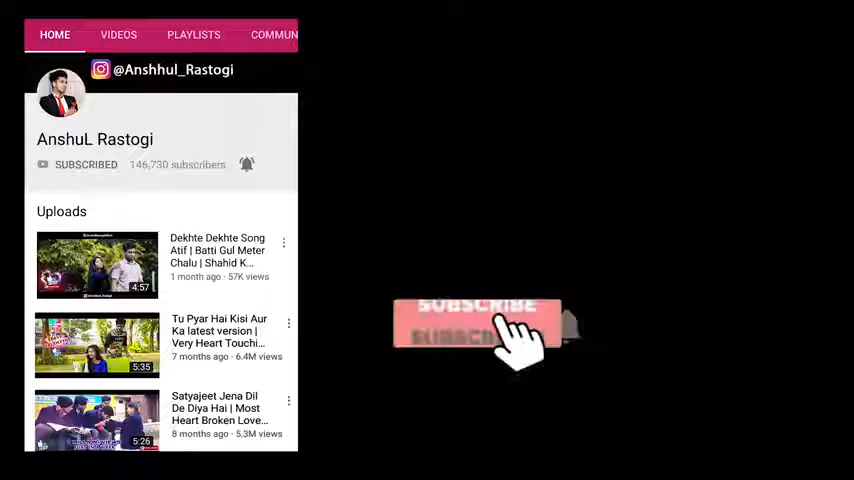 HOME VIDEOS PLAYLISTS COMMUN
@Anshhul_Rastogi
AnshuL Rastogi
SUBSCRIBED 146,730 subscribers
Uploads
Dekhte Dekhte Song
Atif | Batti Gul Meter
Chalu | Shahid K...
1 month ago · 57K views
4:57
Tu Pyar Hai Kisi Aur
Ka latest version |
Very Heart Touchi...
7 months ago · 6.4M views
5:35
Satyajeet Jena Dil
De Diya Hai | Most
Heart Broken Love...
8 months ago · 5.3M views
5:26
SUBSCRIBE